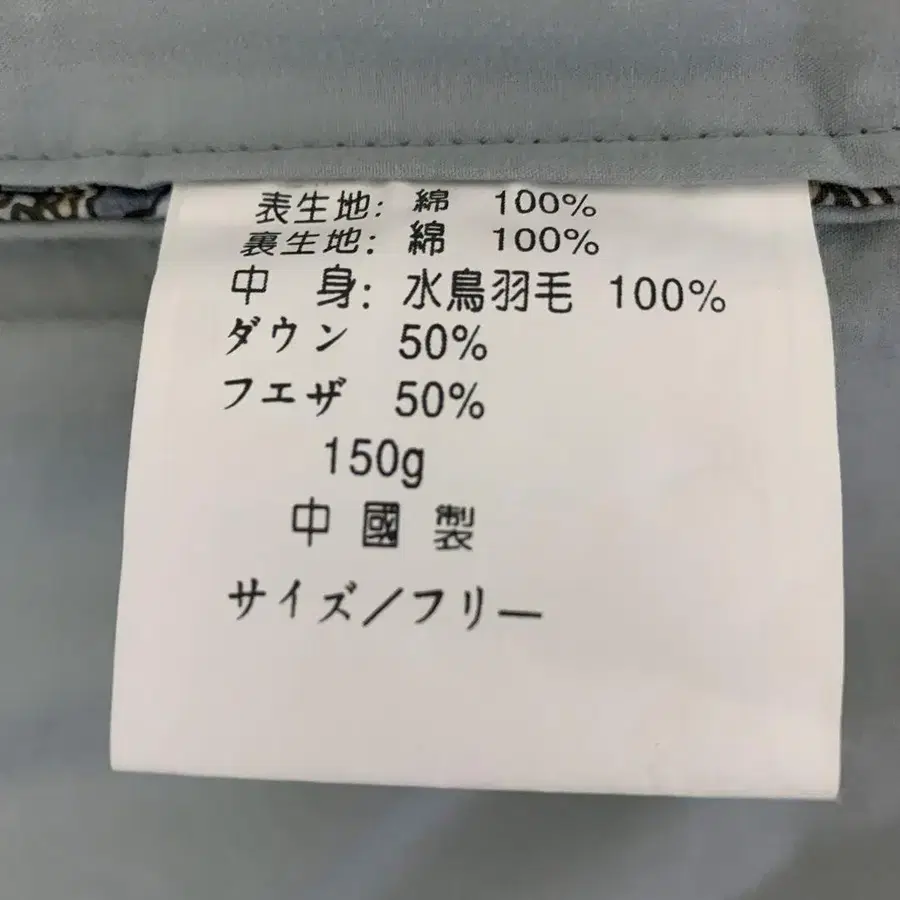 表生地: 綿 100%
裏生地: 綿 100%
中 身: 水鳥羽毛 100%
ダウン 50%
フエザ 50%
150g
中 國 製
サイズ/フリー